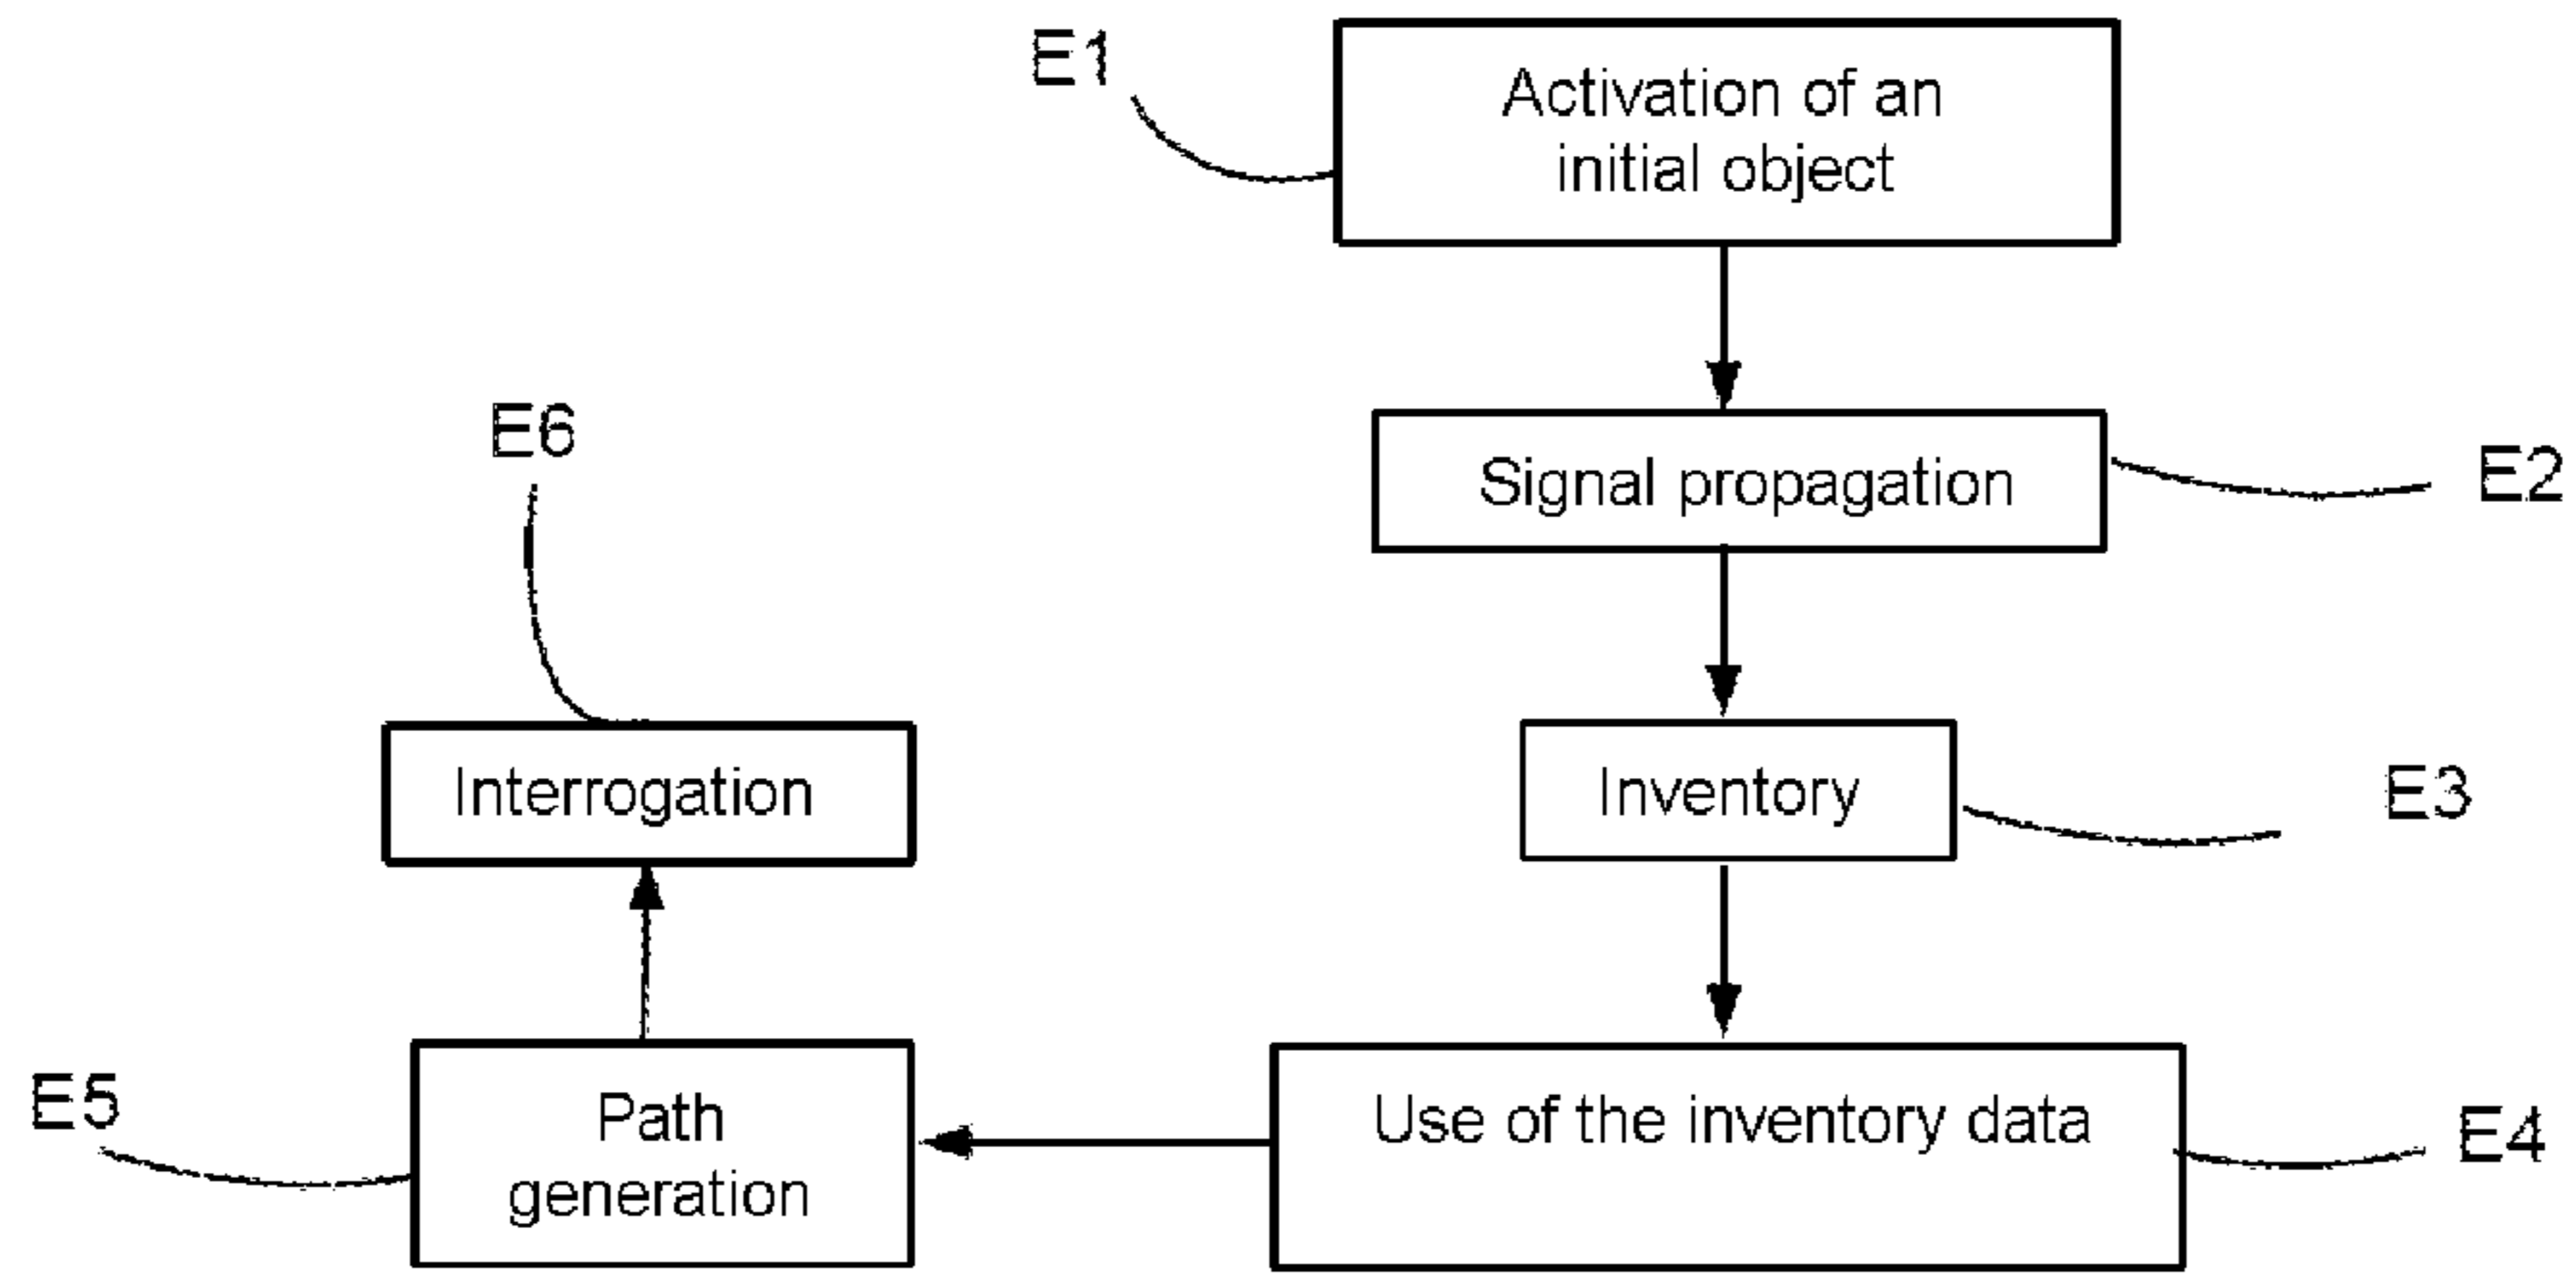 E1
Activation of an
initial object
E6
Signal propagation
E2
Interrogation
Inventory
E3
E5
Path
generation
Use of the inventory data
E4